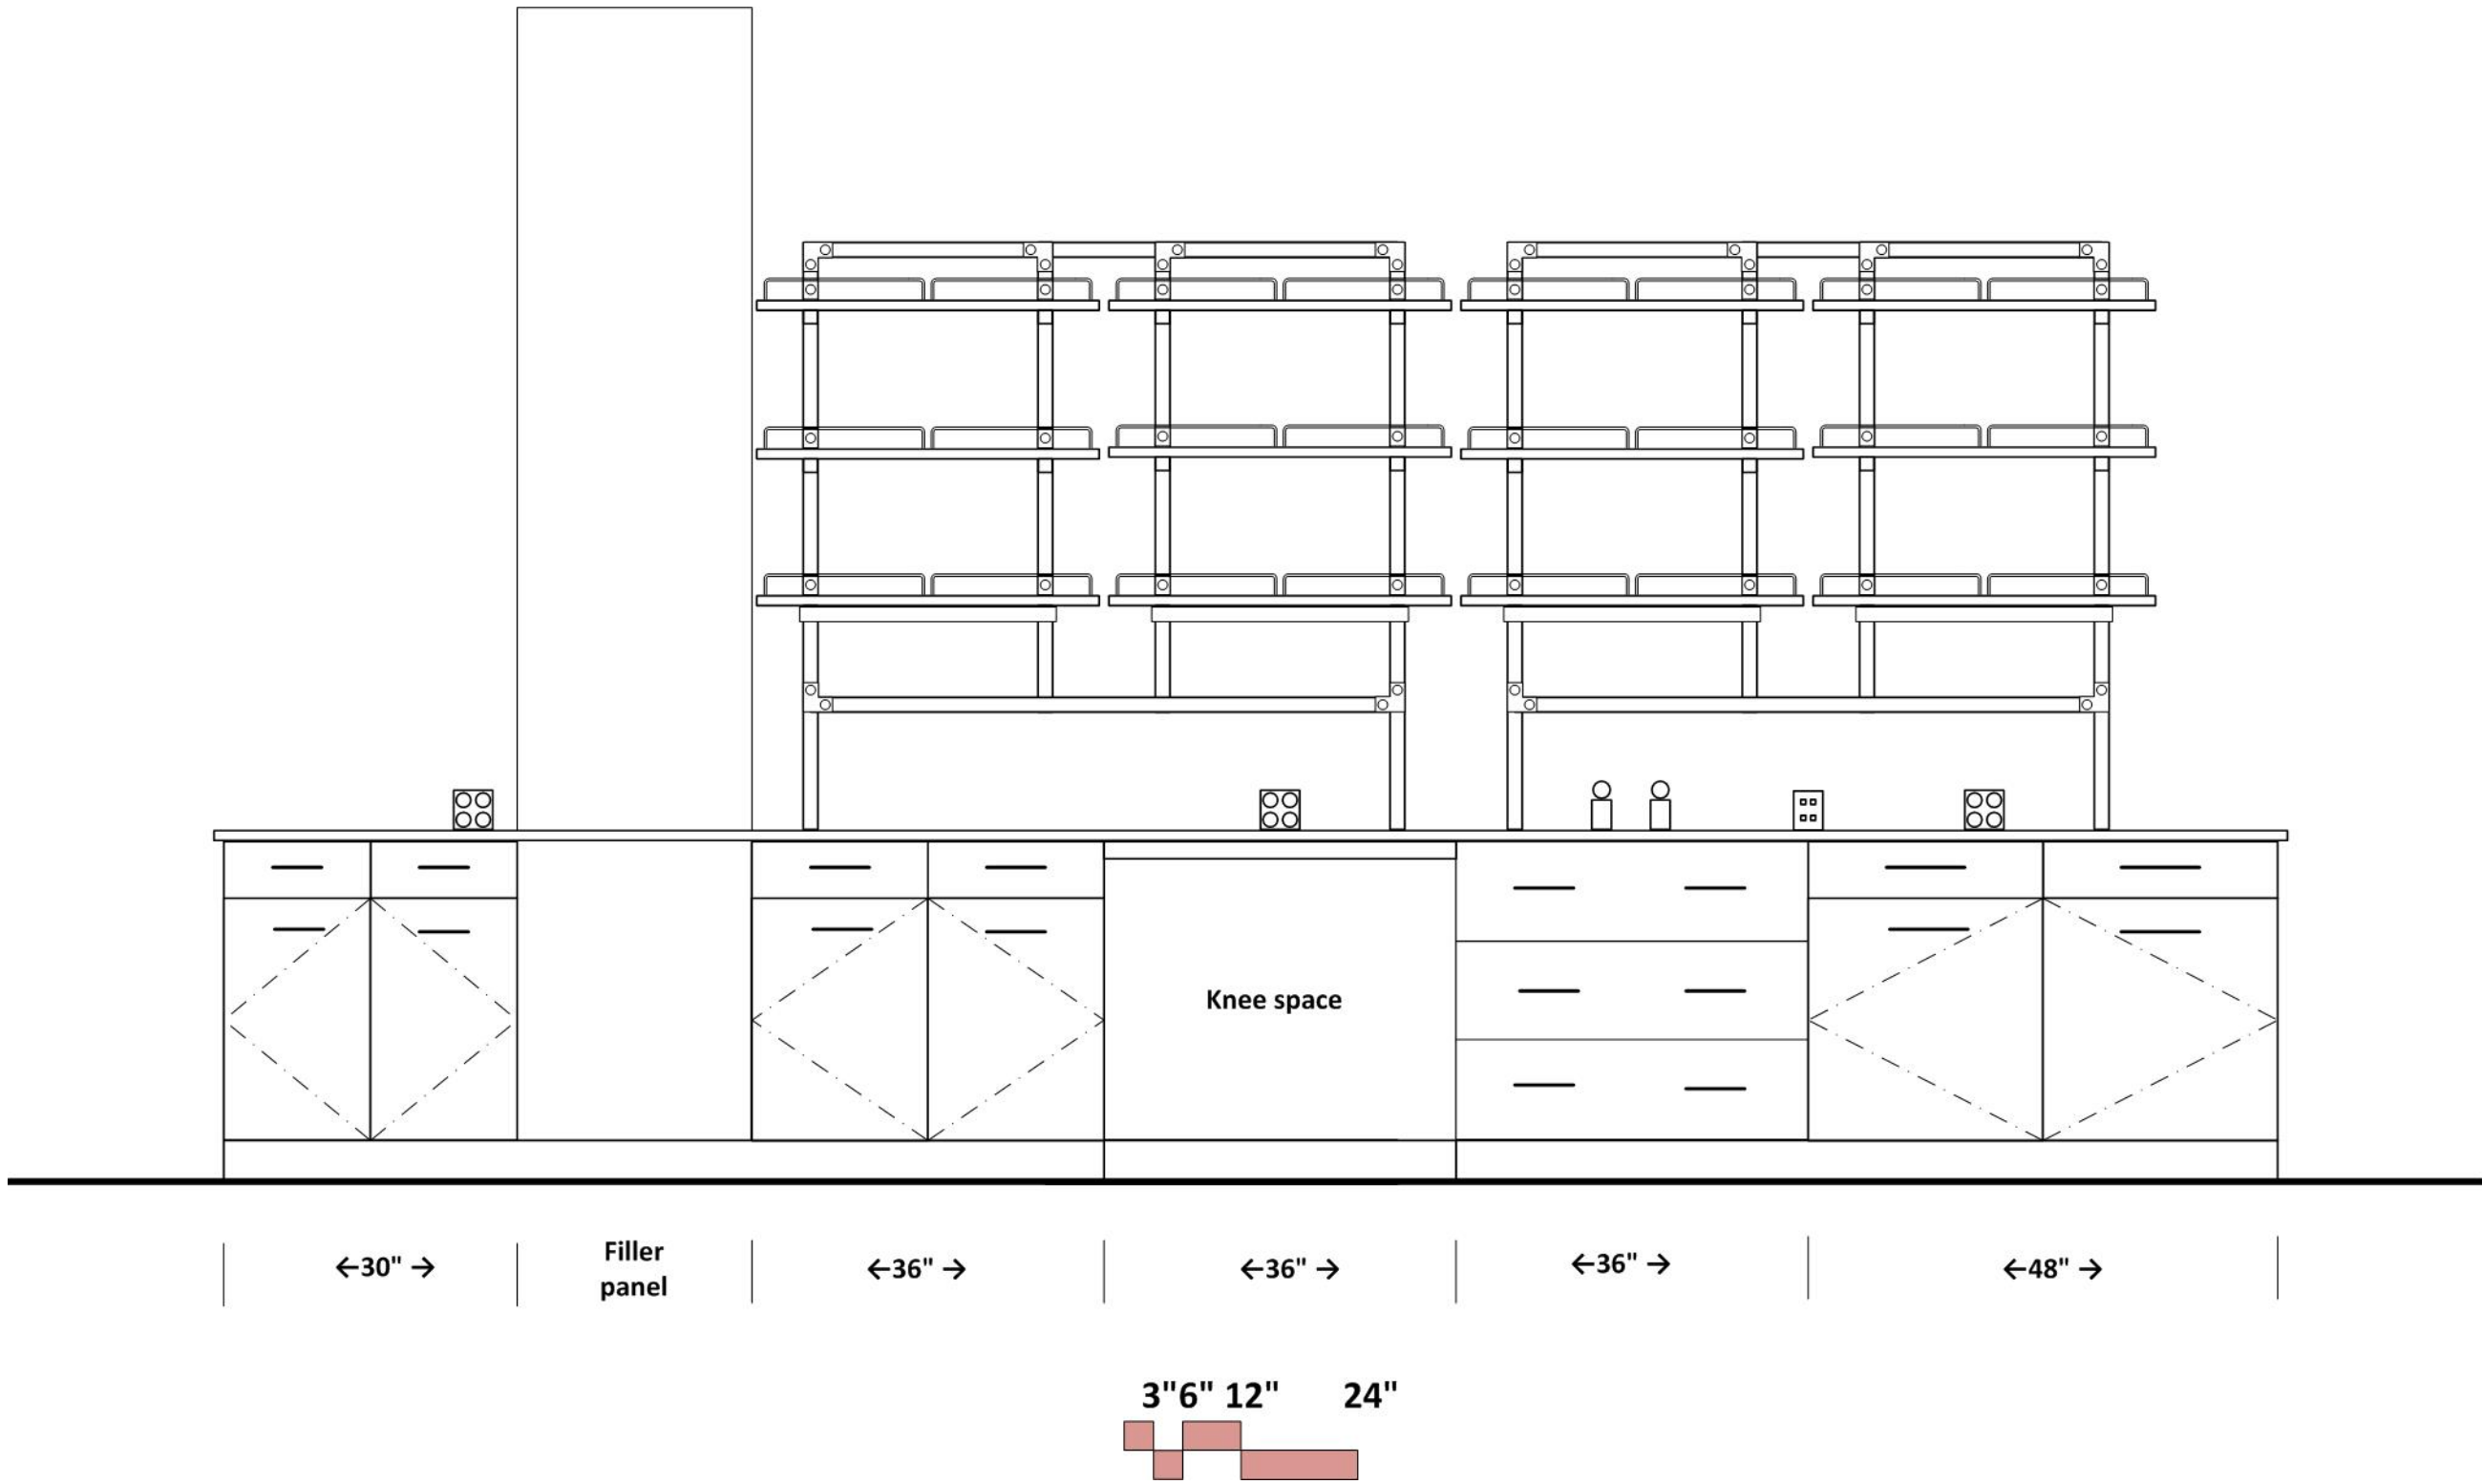 Knee space
←30" →
Filler
panel
←36" →
←36" →
←36" →
←48" →
3"6" 12" 24"